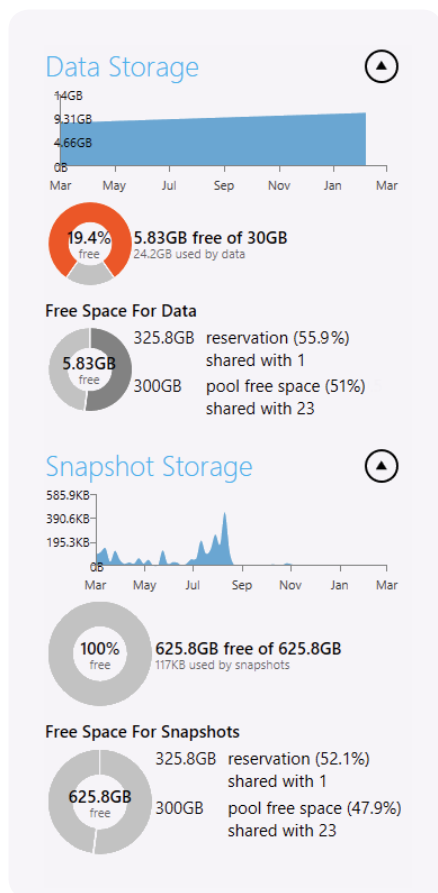 Data Storage
14GB
9.31GB
4.66GB
0B
Mar May Jul Sep Nov Jan Mar
19.4%
free
5.83GB free of 30GB
24.2GB used by data
Free Space For Data
5.83GB
free
325.8GB reservation (55.9%)
shared with 1
300GB pool free space (51%)
shared with 23
Snapshot Storage
585.9KB
390.6KB
195.3KB
0B
Mar May Jul Sep Nov Jan Mar
100%
free
625.8GB free of 625.8GB
117KB used by snapshots
Free Space For Snapshots
625.8GB
free
325.8GB reservation (52.1%)
shared with 1
300GB pool free space (47.9%)
shared with 23